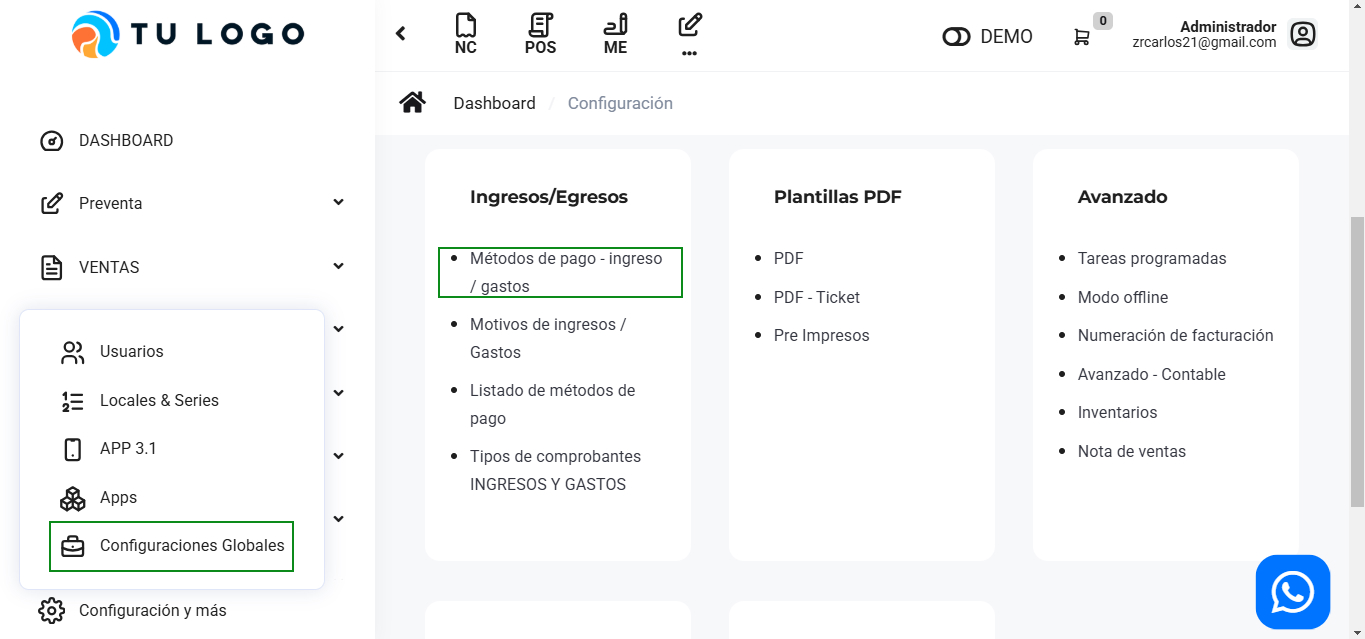 TU LOGO
NC
POS
ME
...
DEMO
0
Administrador
zrcarlos21@gmail.com
Dashboard / Configuración
DASHBOARD
Preventa
VENTAS
Usuarios
Locales & Series
APP 3.1
Apps
Configuraciones Globales
Configuración y más
Ingresos/Egresos
Métodos de pago - ingreso
/ gastos
Motivos de ingresos /
Gastos
Listado de métodos de
pago
Tipos de comprobantes
INGRESOS Y GASTOS
Plantillas PDF
PDF
PDF - Ticket
Pre Impresos
Avanzado
Tareas programadas
Modo offline
Numeración de facturación
Avanzado - Contable
Inventarios
Nota de ventas